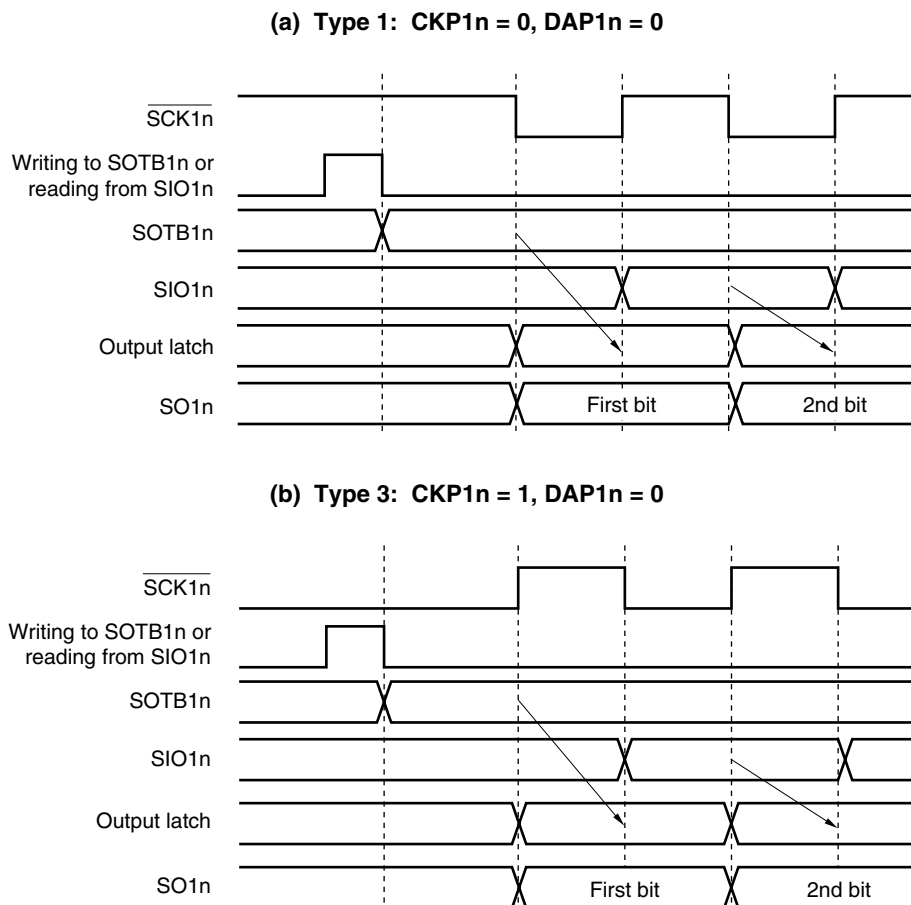 (a) Type 1: CKP1n = 0, DAP1n = 0
SCK1n
Writing to SOTB1n or
reading from SIO1n
SOTB1n
SIO1n
Output latch
SO1n
First bit
2nd bit
(b) Type 3: CKP1n = 1, DAP1n = 0
SCK1n
Writing to SOTB1n or
reading from SIO1n
SOTB1n
SIO1n
Output latch
SO1n
First bit
2nd bit